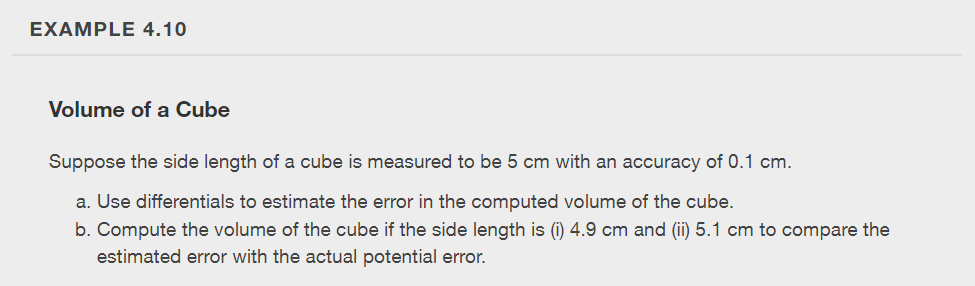 EXAMPLE 4.10
Volume of a Cube
Suppose the side length of a cube is measured to be 5 cm with an accuracy of 0.1 cm.
a. Use differentials to estimate the error in the computed volume of the cube.
b. Compute the volume of the cube if the side length is (i) 4.9 cm and (ii) 5.1 cm to compare the
estimated error with the actual potential error.